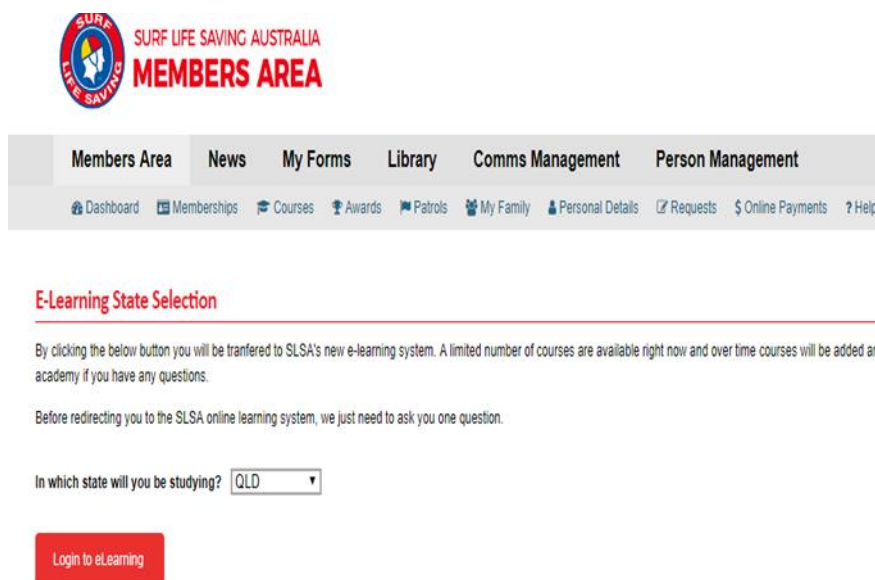 SURF
LIFE SAVING
SURF LIFE SAVING AUSTRALIA
MEMBERS AREA
Members Area News My Forms Library Comms Management Person Management
Dashboard Memberships Courses Awards Patrols My Family Personal Details Requests $ Online Payments ? Help
E-Learning State Selection
By clicking the below button you will be tranfered to SLSA's new e-learning system. A limited number of courses are available right now and over time courses will be added an
academy if you have any questions.
Before redirecting you to the SLSA online learning system, we just need to ask you one question.
In which state will you be studying? QLD
Login to eLearning